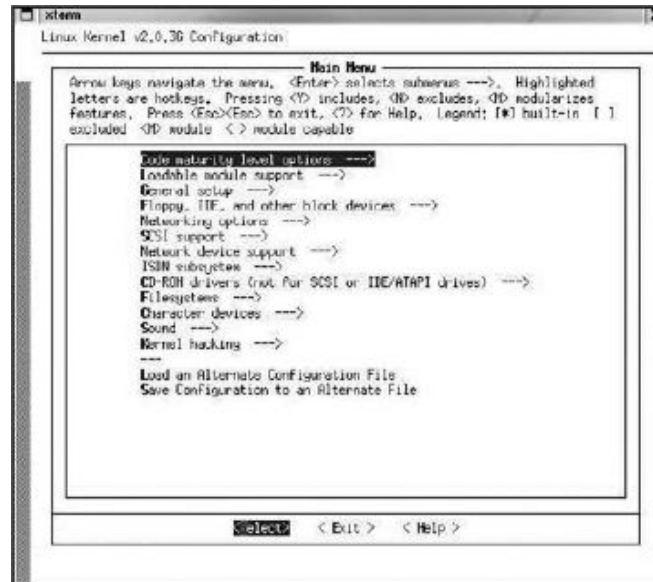 xterm
Linux Kernel v2.0.36 Configuration
Main Menu
Arrow keys navigate the menu. <Enter> selects submenus --->. Highlighted
letters are hotkeys. Pressing <Y> includes, <N> excludes, <M> modularizes
features. Press <Esc><Esc> to exit, <?> for Help. Legend: [*] built-in [ ]
excluded <M> module < > module capable
Code maturity level options --->
Loadable module support --->
General setup --->
Floppy, IDE, and other block devices --->
Networking options --->
SCSI support --->
Network device support --->
ISDN subsystem --->
CD-ROM drivers (not for SCSI or IDE/ATAPI drives) --->
Filesystems --->
Character devices --->
Sound --->
Kernel hacking --->
---
Load an Alternate Configuration File
Save Configuration to an Alternate File
<Select> < Exit > < Help >